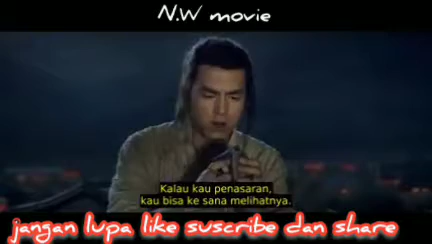 N.W movie
Kalau kau penasaran,
kau bisa ke sana melihatnya.
jangan lupa like suscribe dan share